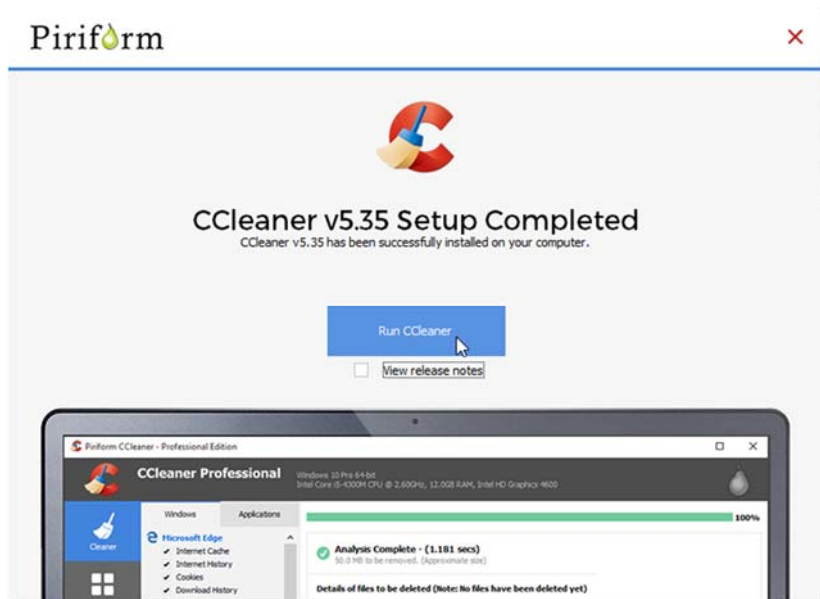 Piriform
CCleaner v5.35 Setup Completed
CCleaner v5.35 has been successfully installed on your computer.
Run CCleaner
View release notes
Piriform CCleaner - Professional Edition
CCleaner Professional
Windows 10 Pro 64-bit
Intel Core i5-4300M CPU @ 2.60GHz, 12.0GB RAM, Intel HD Graphics 4600
Cleaner
Windows Applications
100%
Microsoft Edge
Internet Cache
Internet History
Cookies
Download History
Analysis Complete - (1.181 secs)
50.0 MB to be removed. (Approximate size)
Details of files to be deleted (Note: No files have been deleted yet)